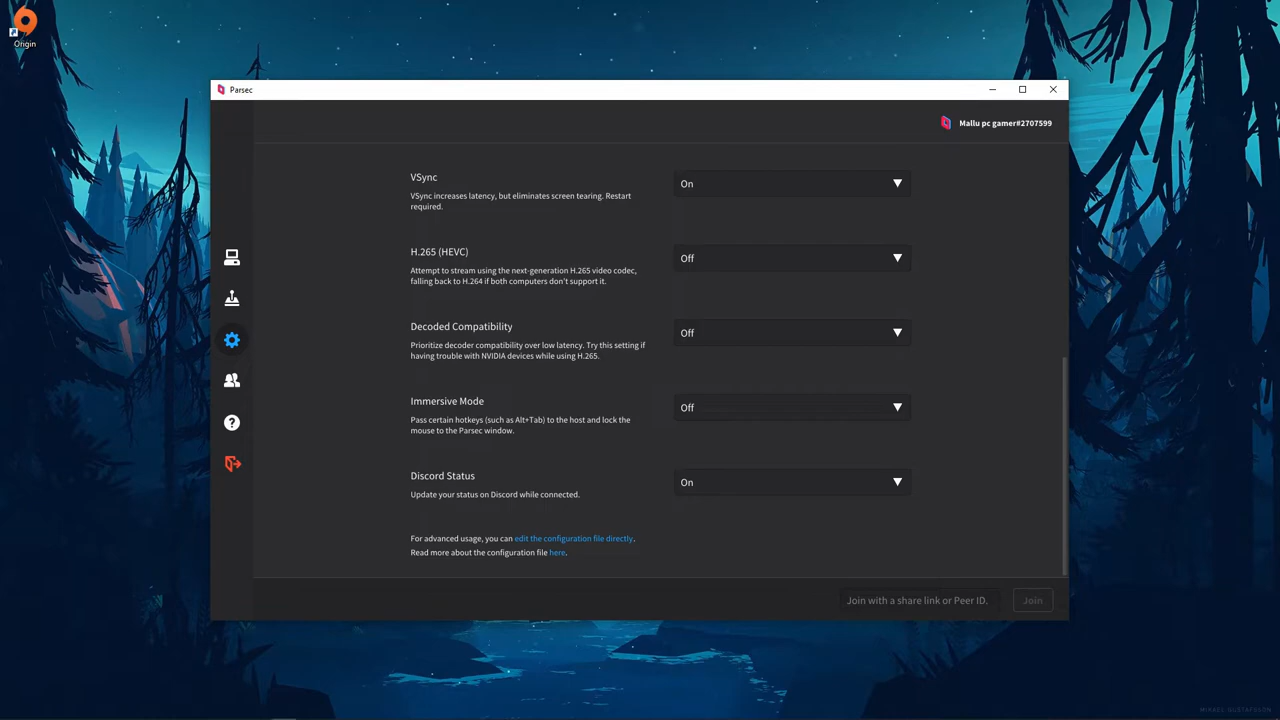 Origin
Parsec
Mallu pc gamer#2707599
VSync
On
VSync increases latency, but eliminates screen tearing. Restart
required.
H.265 (HEVC)
Off
Attempt to stream using the next-generation H.265 video codec,
falling back to H.264 if both computers don't support it.
Decoded Compatibility
Off
Prioritize decoder compatibility over low latency. Try this setting if
having trouble with NVIDIA devices while using H.265.
Immersive Mode
Off
Pass certain hotkeys (such as Alt+Tab) to the host and lock the
mouse to the Parsec window.
Discord Status
On
Update your status on Discord while connected.
For advanced usage, you can edit the configuration file directly.
Read more about the configuration file here.
Join with a share link or Peer ID.
Join
MIKAEL GUSTAFSSON